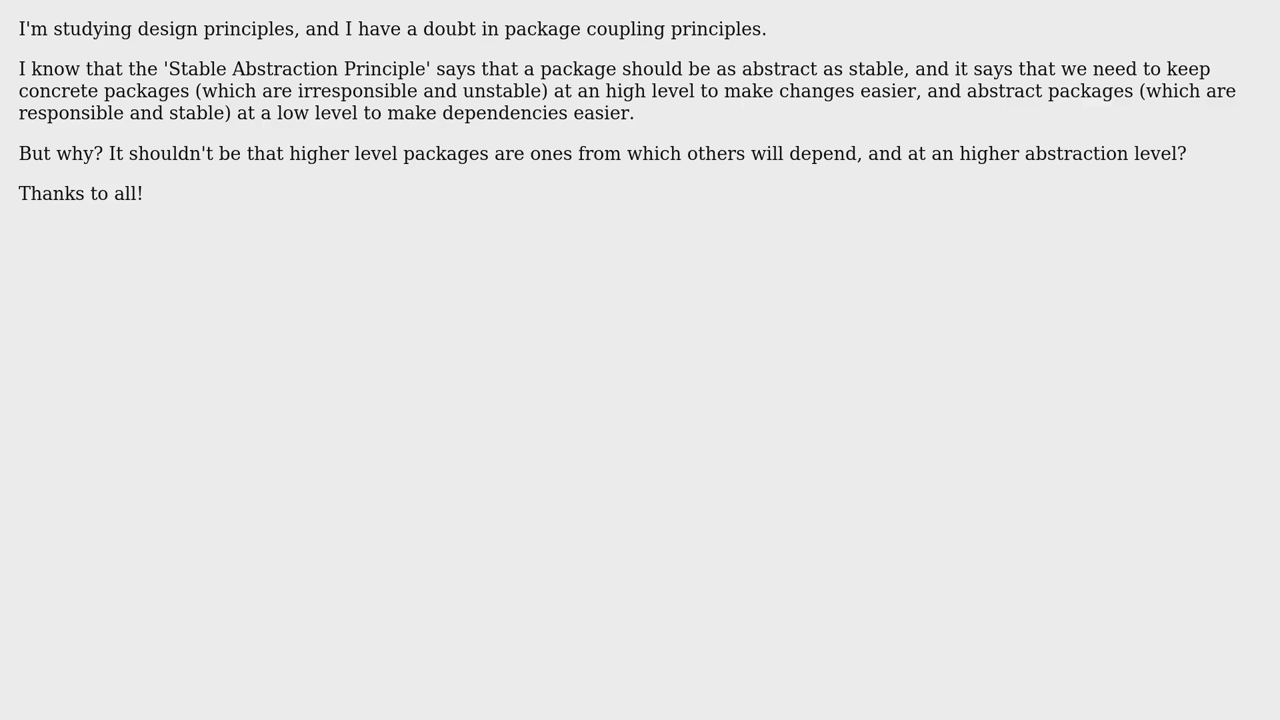 I'm studying design principles, and I have a doubt in package coupling principles.
I know that the 'Stable Abstraction Principle' says that a package should be as abstract as stable, and it says that we need to keep
concrete packages (which are irresponsible and unstable) at an high level to make changes easier, and abstract packages (which are
responsible and stable) at a low level to make dependencies easier.
But why? It shouldn't be that higher level packages are ones from which others will depend, and at an higher abstraction level?
Thanks to all!